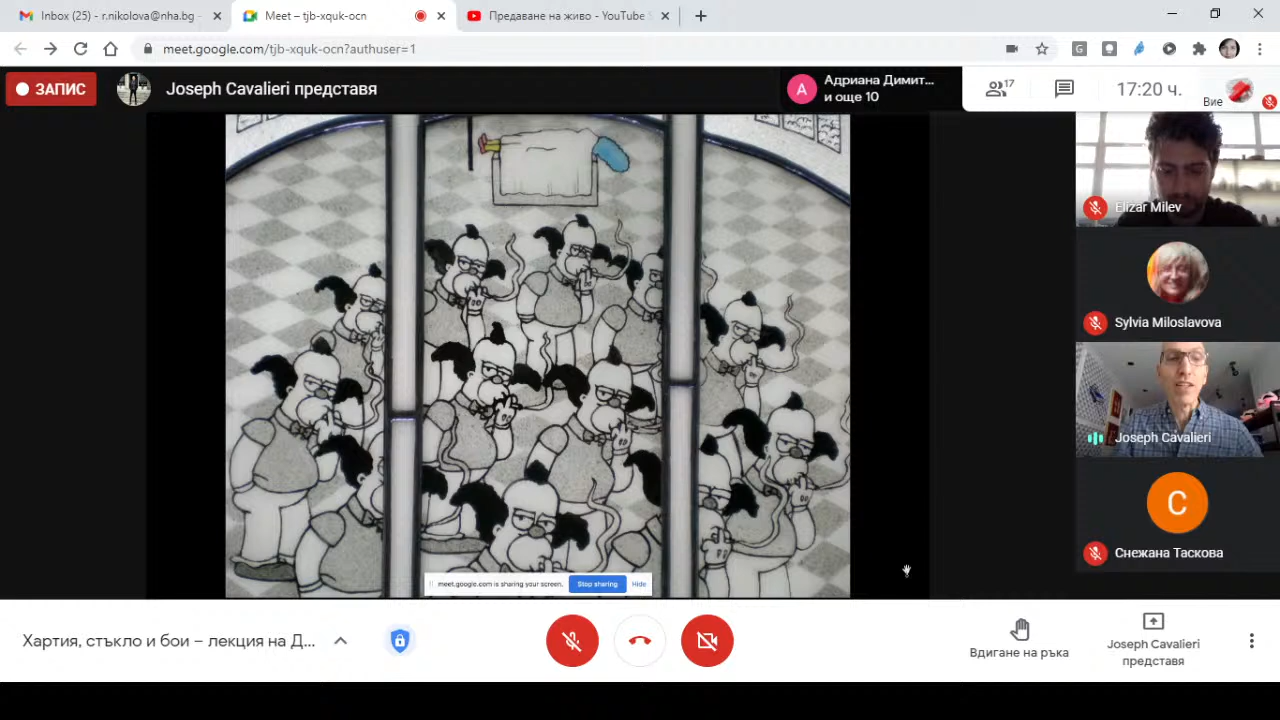 Inbox (25) - r.nikolova@nha.bg -
Meet – tjb-xquk-ocn
Предаване на живо - YouTube S
meet.google.com/tjb-xquk-ocn?authuser=1
ЗАПИС
Joseph Cavalieri представя
A
Адриана Димит...
и още 10
17
17:20 ч.
Вие
Elizar Milev
Sylvia Miloslavova
Joseph Cavalieri
C
Снежана Таскова
meet.google.com is sharing your screen.
Stop sharing
Hide
Хартия, стъкло и бои – лекция на Д...
Вдигане на ръка
Joseph Cavalieri
представя